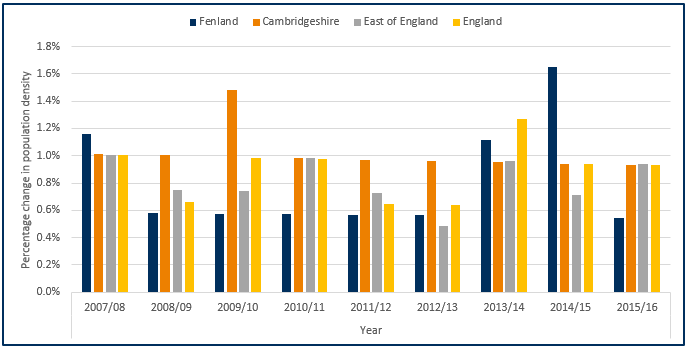 Fenland Cambridgeshire East of England England
Percentage change in population density
1.8%
1.6%
1.4%
1.2%
1.0%
0.8%
0.6%
0.4%
0.2%
0.0%
2007/08 2008/09 2009/10 2010/11 2011/12 2012/13 2013/14 2014/15 2015/16
Year